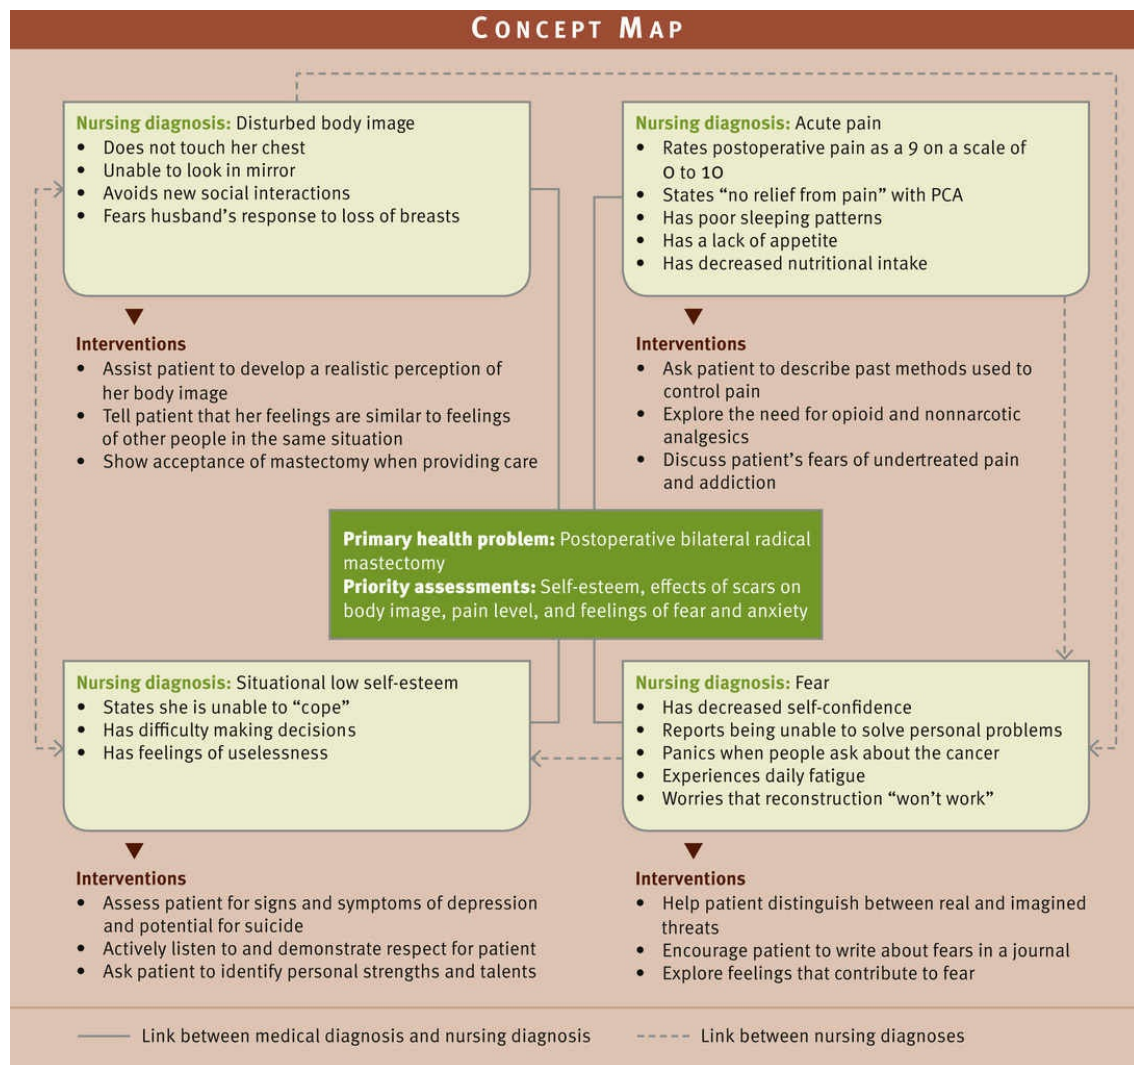 CONCEPT MAP
Nursing diagnosis: Disturbed body image
• Does not touch her chest
• Unable to look in mirror
• Avoids new social interactions
• Fears husband’s response to loss of breasts
Interventions
• Assist patient to develop a realistic perception of
her body image
• Tell patient that her feelings are similar to feelings
of other people in the same situation
• Show acceptance of mastectomy when providing care
Nursing diagnosis: Acute pain
• Rates postoperative pain as a 9 on a scale of
0 to 10
• States “no relief from pain” with PCA
• Has poor sleeping patterns
• Has a lack of appetite
• Has decreased nutritional intake
Interventions
• Ask patient to describe past methods used to
control pain
• Explore the need for opioid and nonnarcotic
analgesics
• Discuss patient’s fears of undertreated pain
and addiction
Primary health problem: Postoperative bilateral radical
mastectomy
Priority assessments: Self-esteem, effects of scars on
body image, pain level, and feelings of fear and anxiety
Nursing diagnosis: Situational low self-esteem
• States she is unable to “cope”
• Has difficulty making decisions
• Has feelings of uselessness
Interventions
• Assess patient for signs and symptoms of depression
and potential for suicide
• Actively listen to and demonstrate respect for patient
• Ask patient to identify personal strengths and talents
Nursing diagnosis: Fear
• Has decreased self-confidence
• Reports being unable to solve personal problems
• Panics when people ask about the cancer
• Experiences daily fatigue
• Worries that reconstruction “won’t work”
Interventions
• Help patient distinguish between real and imagined
threats
• Encourage patient to write about fears in a journal
• Explore feelings that contribute to fear
Link between medical diagnosis and nursing diagnosis
Link between nursing diagnoses